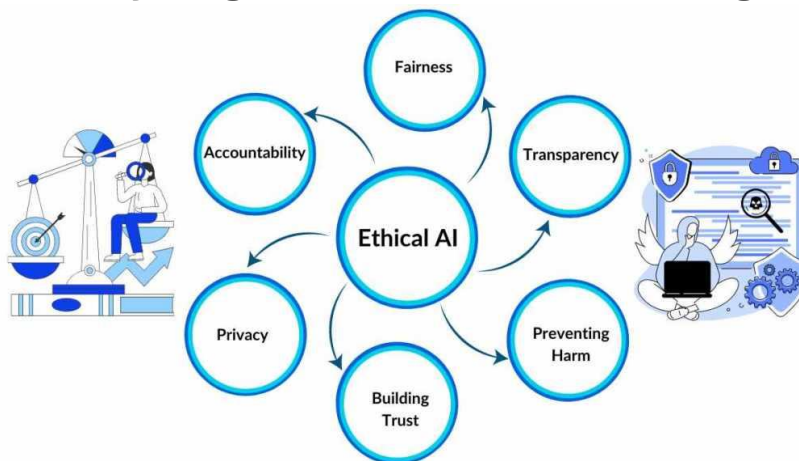 Fairness
Accountability
Transparency
Ethical AI
Privacy
Preventing
Harm
Building
Trust